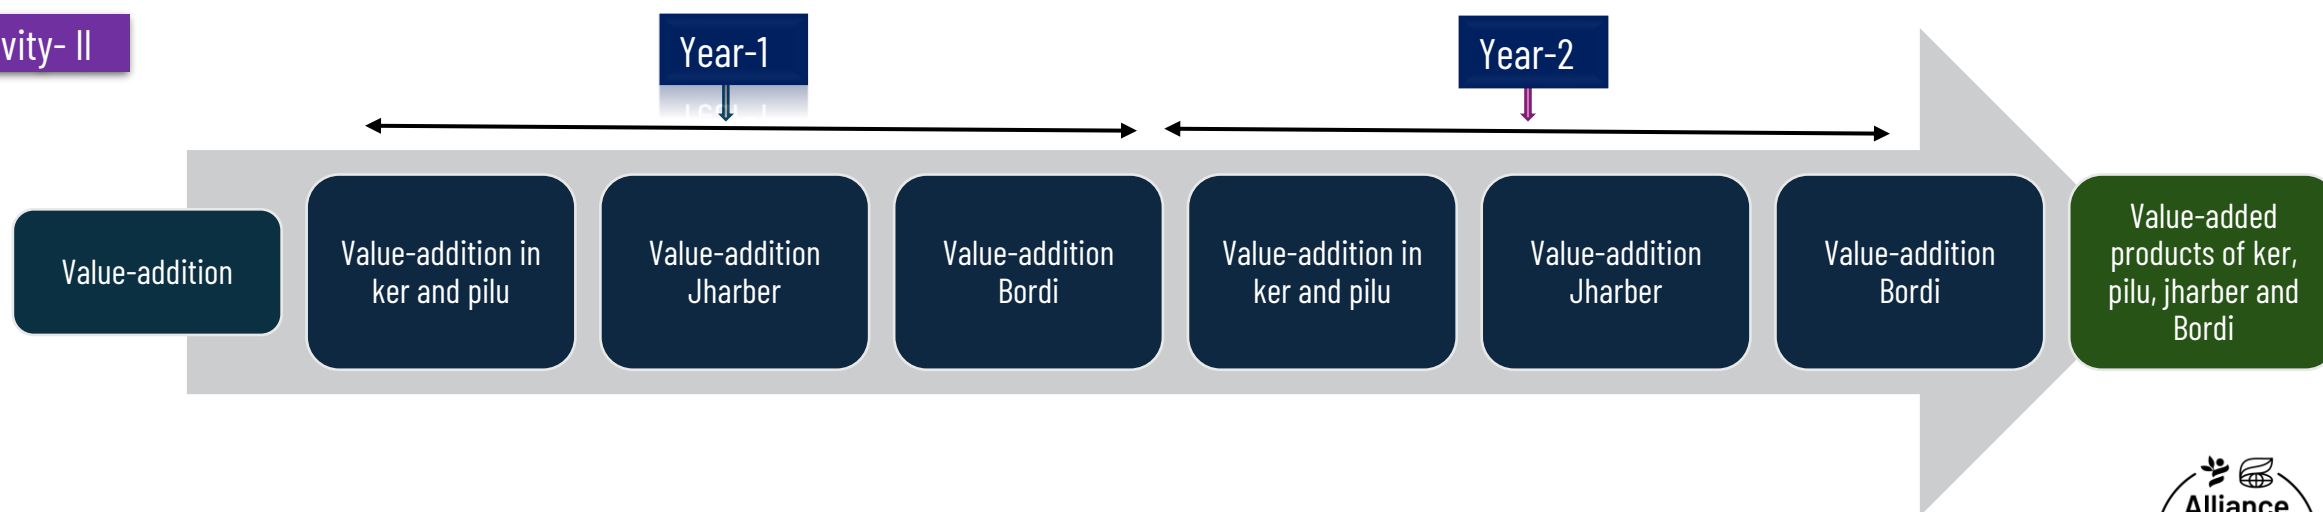 vity- II
Year-1
Year-2
Value-addition
Value-addition in
ker and pilu
Value-addition
Jharber
Value-addition
Bordi
Value-addition in
ker and pilu
Value-addition
Jharber
Value-addition
Bordi
Value-added
products of ker,
pilu, jharber and
Bordi
Alliance